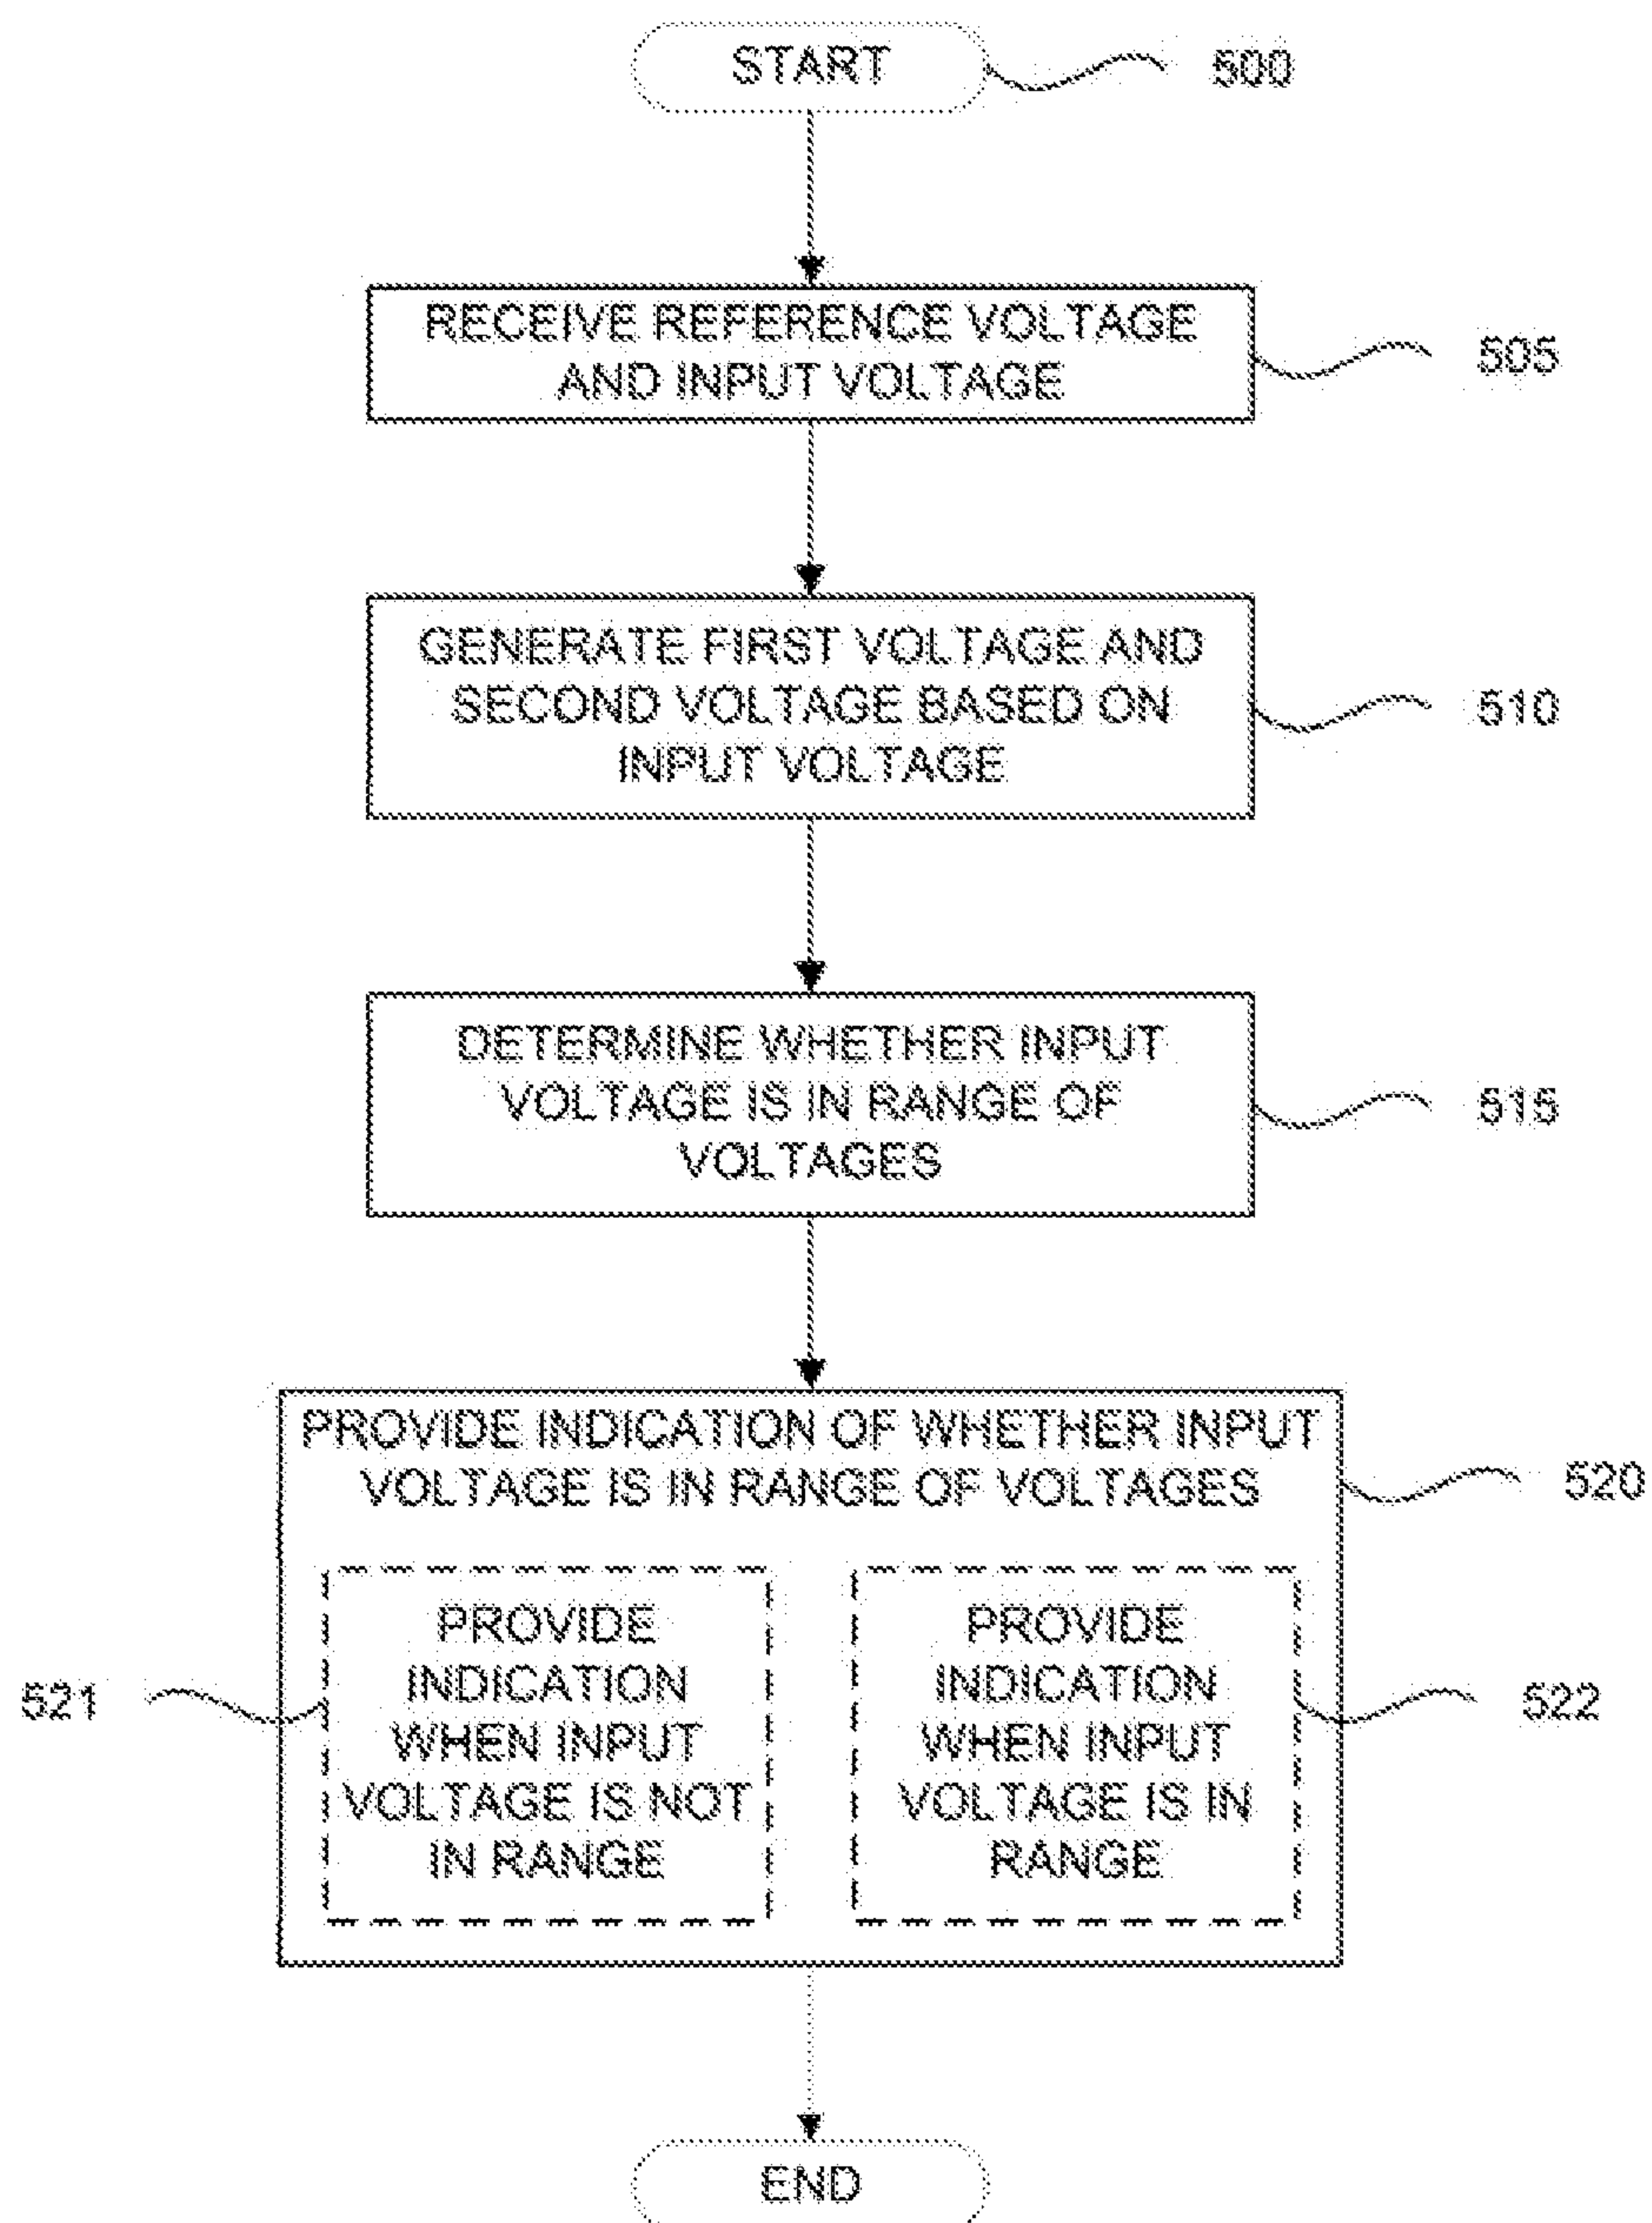 START
500
RECEIVE REFERENCE VOLTAGE
AND INPUT VOLTAGE
505
GENERATE FIRST VOLTAGE AND
SECOND VOLTAGE BASED ON
INPUT VOLTAGE
510
DETERMINE WHETHER INPUT
VOLTAGE IS IN RANGE OF
VOLTAGES
515
PROVIDE INDICATION OF WHETHER INPUT
VOLTAGE IS IN RANGE OF VOLTAGES
520
521
PROVIDE
INDICATION
WHEN INPUT
VOLTAGE IS NOT
IN RANGE
PROVIDE
INDICATION
WHEN INPUT
VOLTAGE IS IN
RANGE
522
END